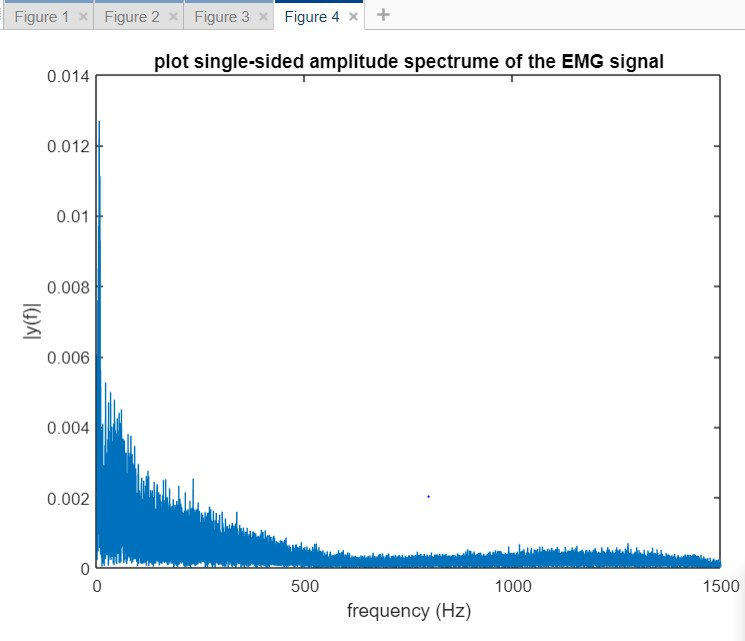 Figure 1 × Figure 2 × Figure 3 × Figure 4 × +
plot single-sided amplitude spectrume of the EMG signal
0.014
0.012
0.01
0.008
0.006
0.004
0.002
0
|y(f)|
0 500 1000 1500
frequency (Hz)